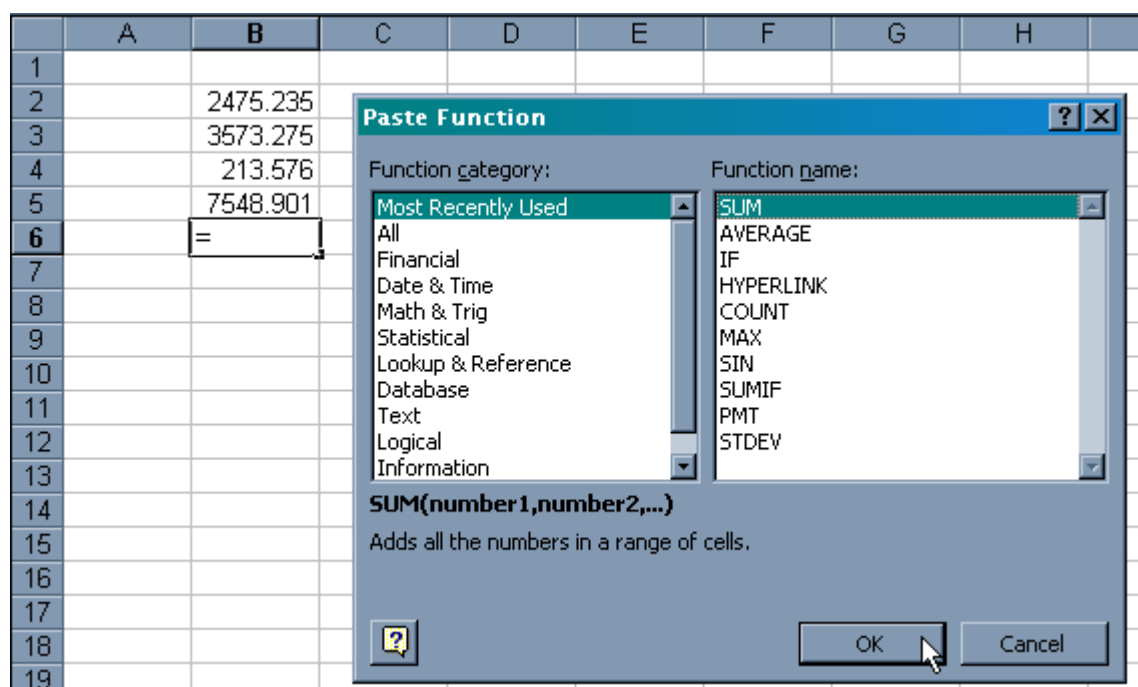 A B C D E F G H
1
2 2475.235
3 3573.275
4 213.576
5 7548.901
6 =
7
8
9
10
11
12
13
14
15
16
17
18
19
Paste Function ?
Function category: Function name:
Most Recently Used SUM
All AVERAGE
Financial IF
Date & Time HYPERLINK
Math & Trig COUNT
Statistical MAX
Lookup & Reference SIN
Database SUMIF
Text PMT
Logical STDEV
Information
SUM(number1,number2,...)
Adds all the numbers in a range of cells.
? OK Cancel